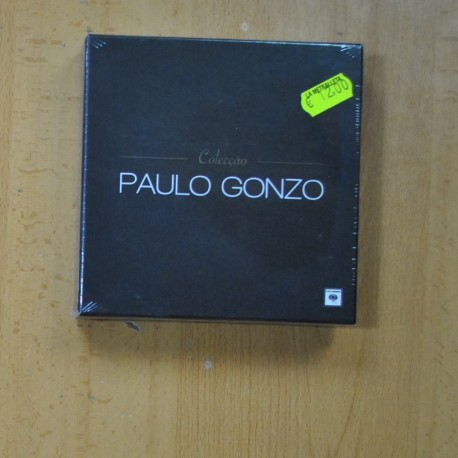 LA METRALLETA
€ 12.00
Colecção
PAULO GONZO